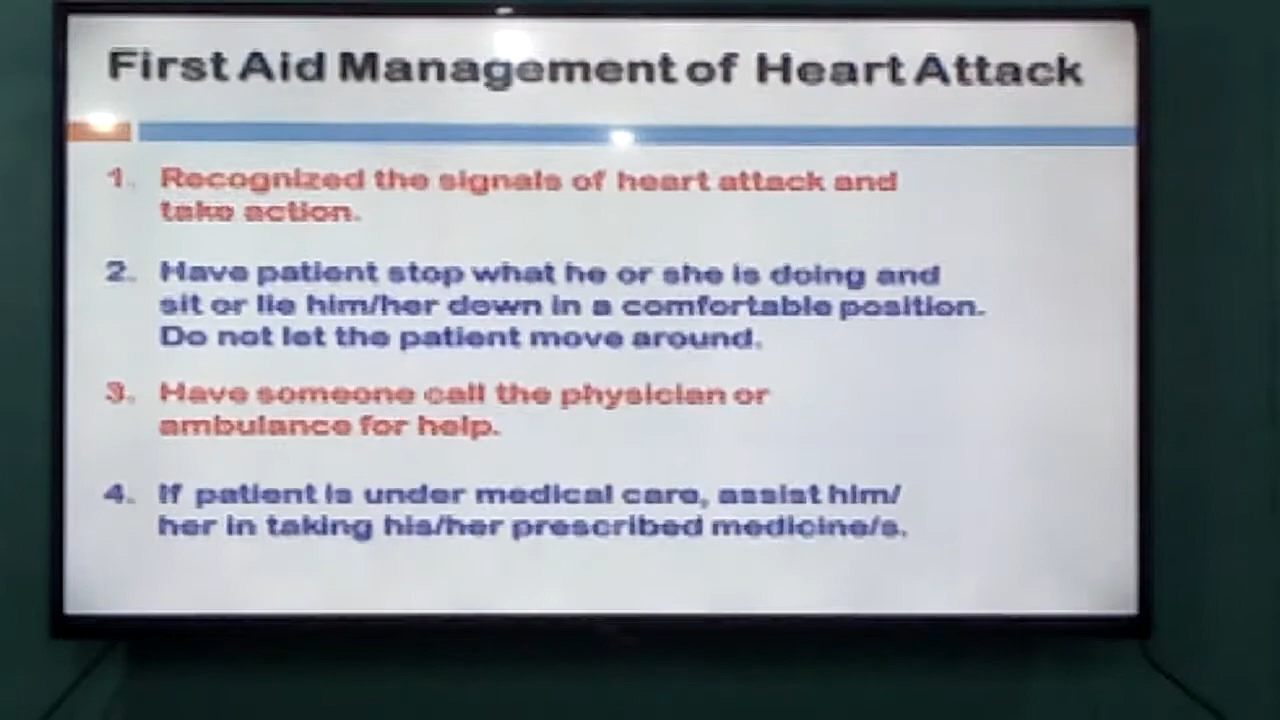 First Aid Management of Heart Attack
1. Recognized the signals of heart attack and
take action.
2. Have patient stop what he or she is doing and
sit or lie him/her down in a comfortable position.
Do not let the patient move around.
3. Have someone call the physician or
ambulance for help.
4. If patient is under medical care, assist him/
her in taking his/her prescribed medicine/s.